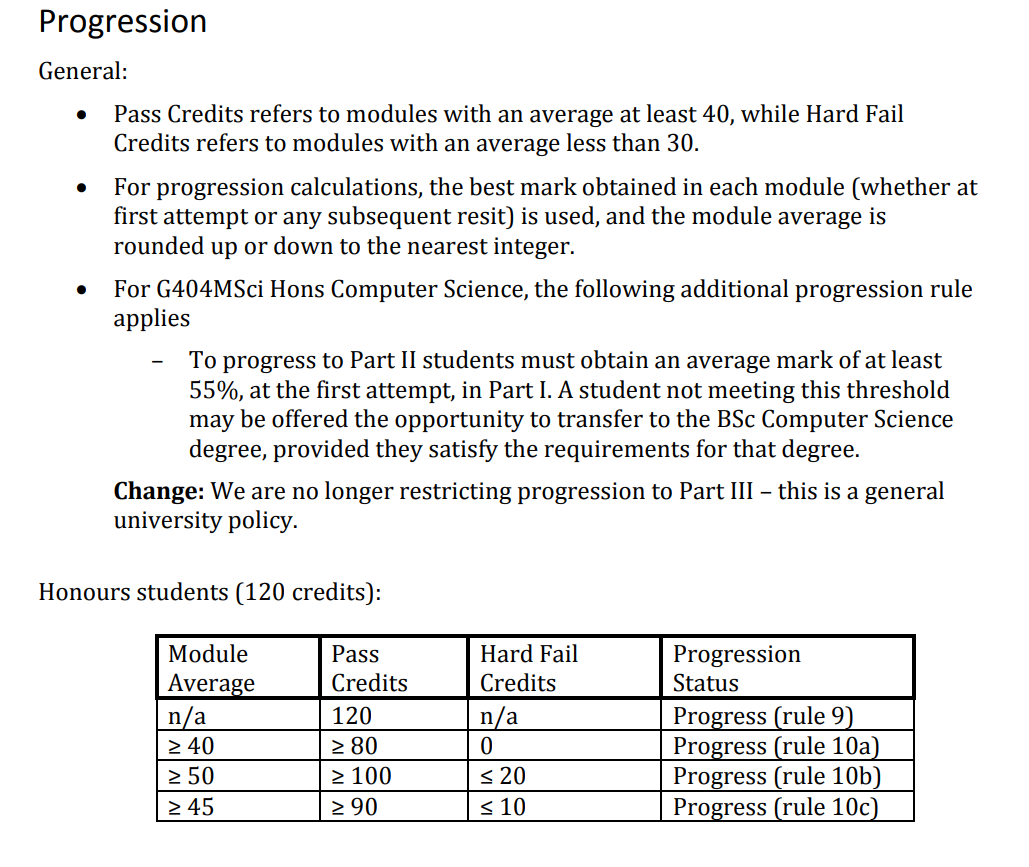 Progression
General:
• Pass Credits refers to modules with an average at least 40, while Hard Fail
Credits refers to modules with an average less than 30.
• For progression calculations, the best mark obtained in each module (whether at
first attempt or any subsequent resit) is used, and the module average is
rounded up or down to the nearest integer.
• For G404MSci Hons Computer Science, the following additional progression rule
applies
– To progress to Part II students must obtain an average mark of at least
55%, at the first attempt, in Part I. A student not meeting this threshold
may be offered the opportunity to transfer to the BSc Computer Science
degree, provided they satisfy the requirements for that degree.
Change: We are no longer restricting progression to Part III – this is a general
university policy.
Honours students (120 credits):
Module Pass Hard Fail Progression
Average Credits Credits Status
n/a 120 n/a Progress (rule 9)
≥ 40 ≥ 80 0 Progress (rule 10a)
≥ 50 ≥ 100 ≤ 20 Progress (rule 10b)
≥ 45 ≥ 90 ≤ 10 Progress (rule 10c)